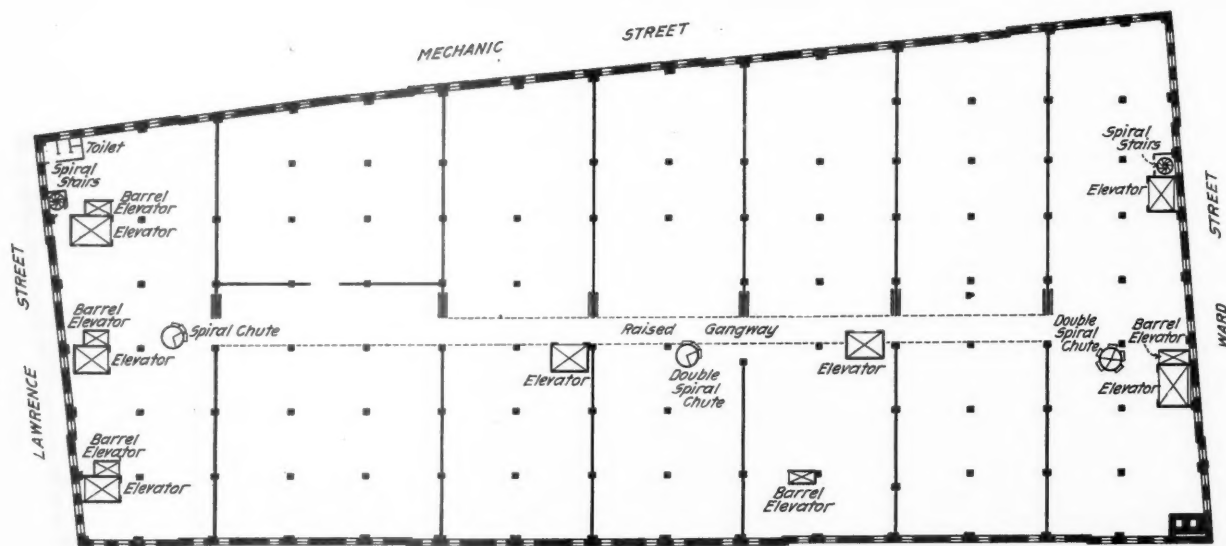 MECHANIC STREET
Toilet
Spiral
Stairs
Barrel
Elevator
Elevator
Spiral
Stairs
Elevator
LAWRENCE STREET
WARD STREET
Barrel
Elevator
Elevator
Spiral Chute
Raised Gangway
Elevator
Double
Spiral
Chute
Elevator
Double
Spiral
Chute
Barrel
Elevator
Elevator
Barrel
Elevator
Elevator
Barrel
Elevator